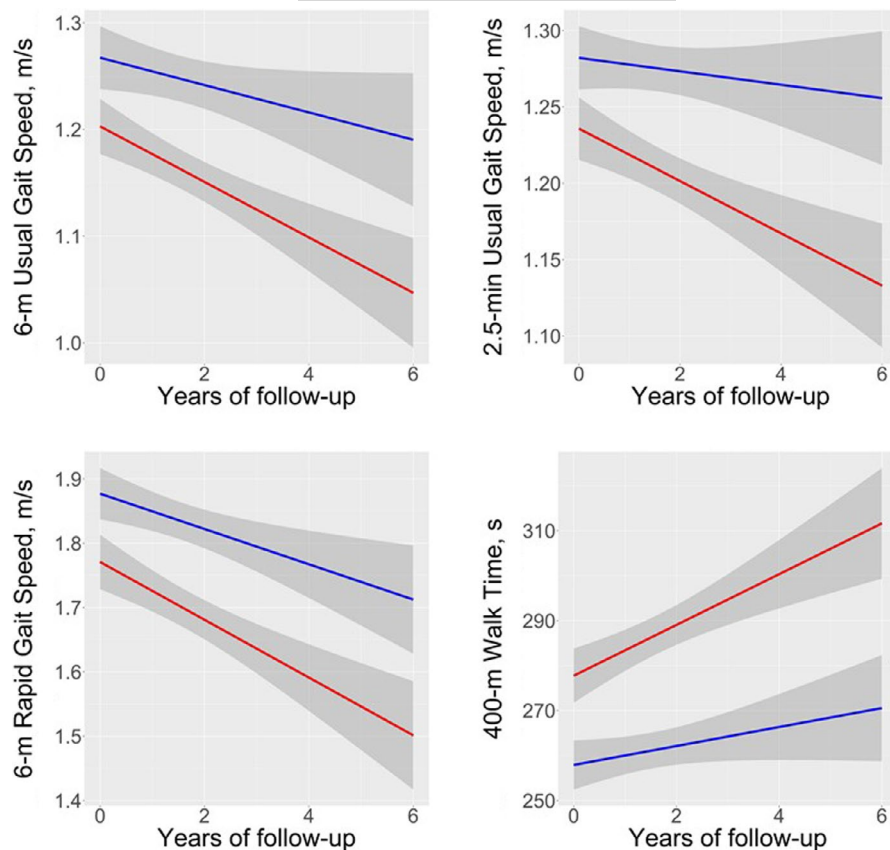 6-m Usual Gait Speed, m/s
1.3
1.2
1.1
1.0
0 2 4 6
Years of follow-up
2.5-min Usual Gait Speed, m/s
1.30
1.25
1.20
1.15
1.10
0 2 4 6
Years of follow-up
6-m Rapid Gait Speed, m/s
1.9
1.8
1.7
1.6
1.5
1.4
0 2 4 6
Years of follow-up
400-m Walk Time, s
310
290
270
250
0 2 4 6
Years of follow-up